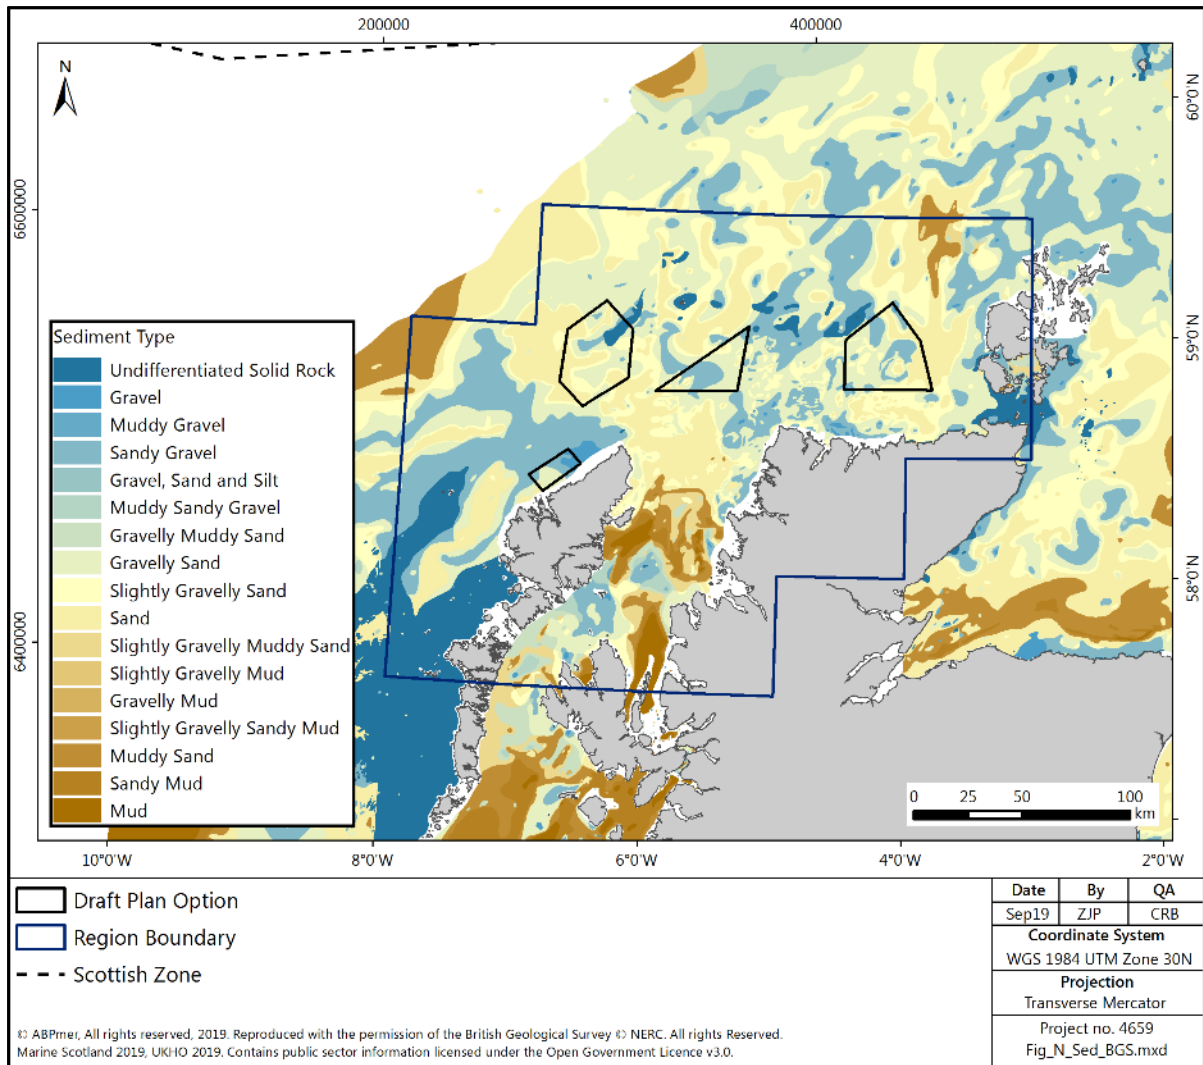 200000
400000
N
60°0'N
6600000
59°0'N
58°0'N
6400000
Sediment Type
Undifferentiated Solid Rock
Gravel
Muddy Gravel
Sandy Gravel
Gravel, Sand and Silt
Muddy Sandy Gravel
Gravelly Muddy Sand
Gravelly Sand
Slightly Gravelly Sand
Sand
Slightly Gravelly Muddy Sand
Slightly Gravelly Mud
Gravelly Mud
Slightly Gravelly Sandy Mud
Muddy Sand
Sandy Mud
Mud
0 25 50 100
km
10°0'W 8°0'W 6°0'W 4°0'W 2°0'W
Draft Plan Option
Region Boundary
Scottish Zone
Date By QA
Sep19 ZJP CRB
Coordinate System
WGS 1984 UTM Zone 30N
Projection
Transverse Mercator
Project no. 4659
Fig_N_Sed_BGS.mxd
© ABPmer, All rights reserved, 2019. Reproduced with the permission of the British Geological Survey © NERC. All rights Reserved.
Marine Scotland 2019, UKHO 2019. Contains public sector information licensed under the Open Government Licence v3.0.